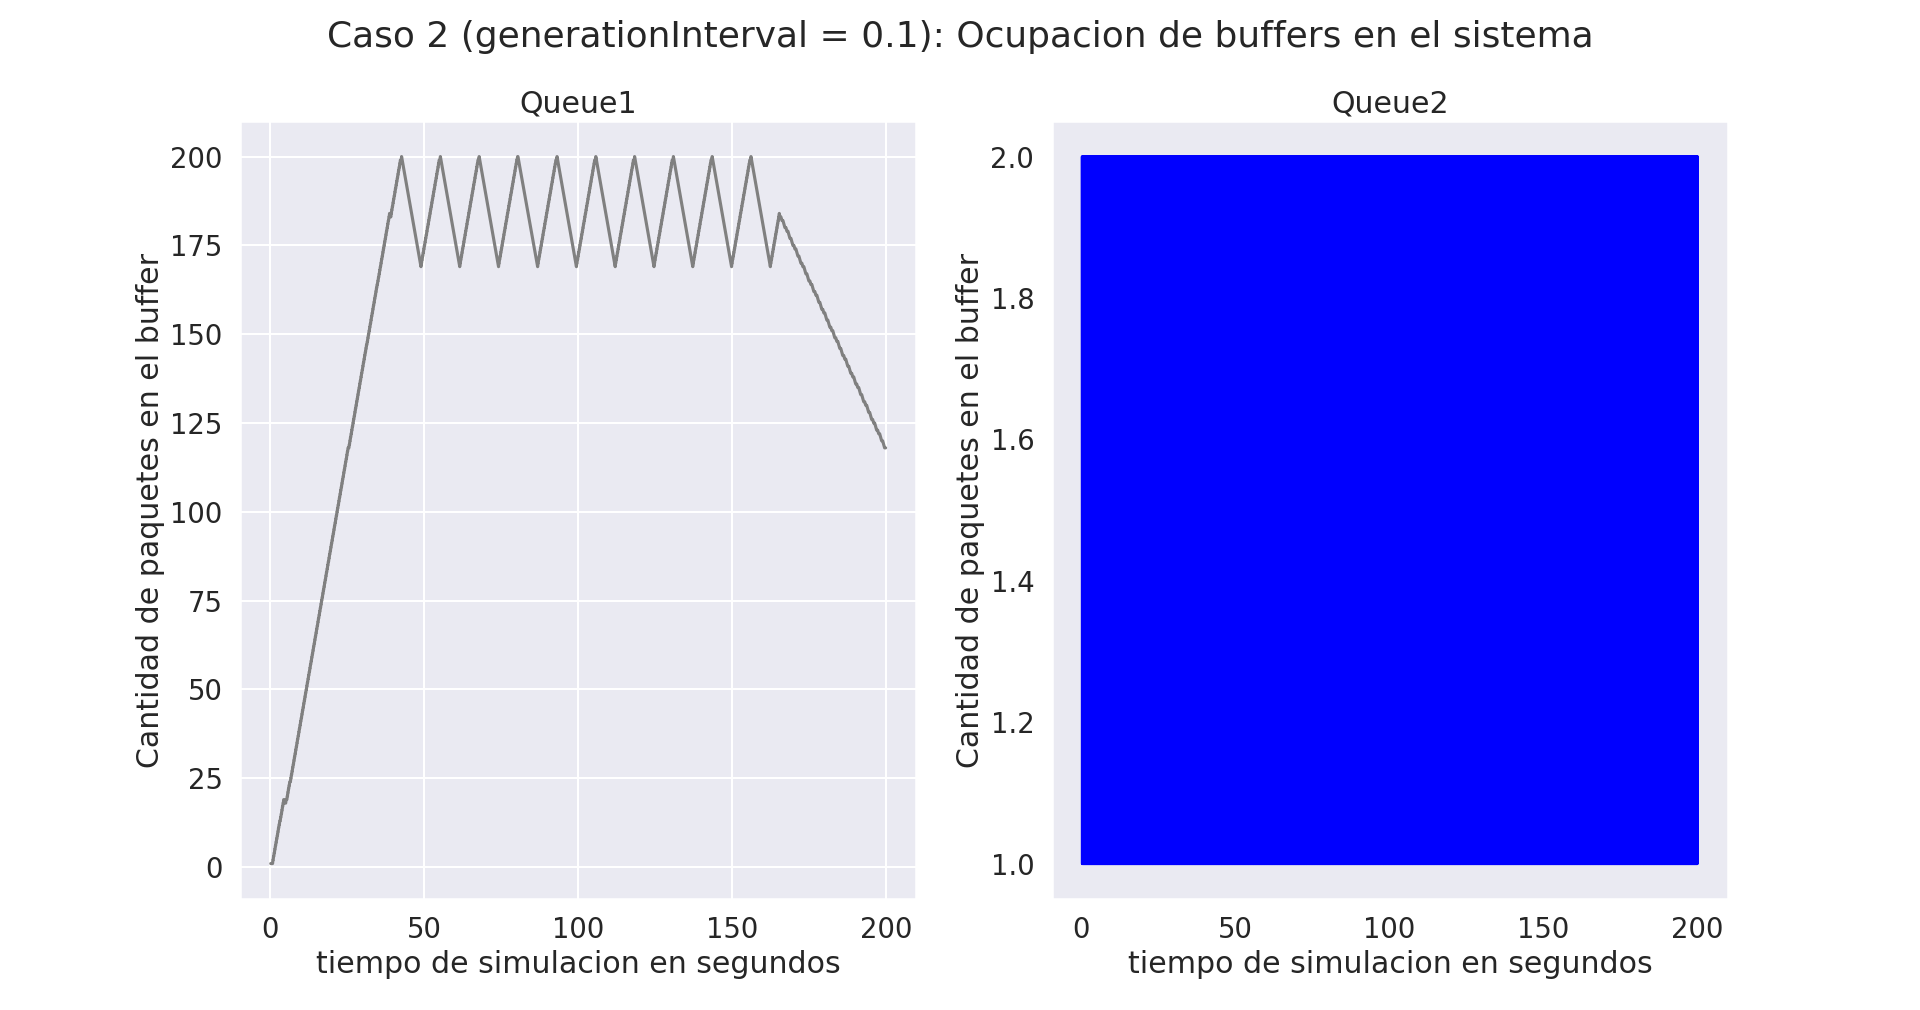 Caso 2 (generationInterval = 0.1): Ocupacion de buffers en el sistema
Queue1
Cantidad de paquetes en el buffer
200
175
150
125
100
75
50
25
0
0 50 100 150 200
tiempo de simulacion en segundos
Queue2
Cantidad de paquetes en el buffer
2.0
1.8
1.6
1.4
1.2
1.0
0 50 100 150 200
tiempo de simulacion en segundos